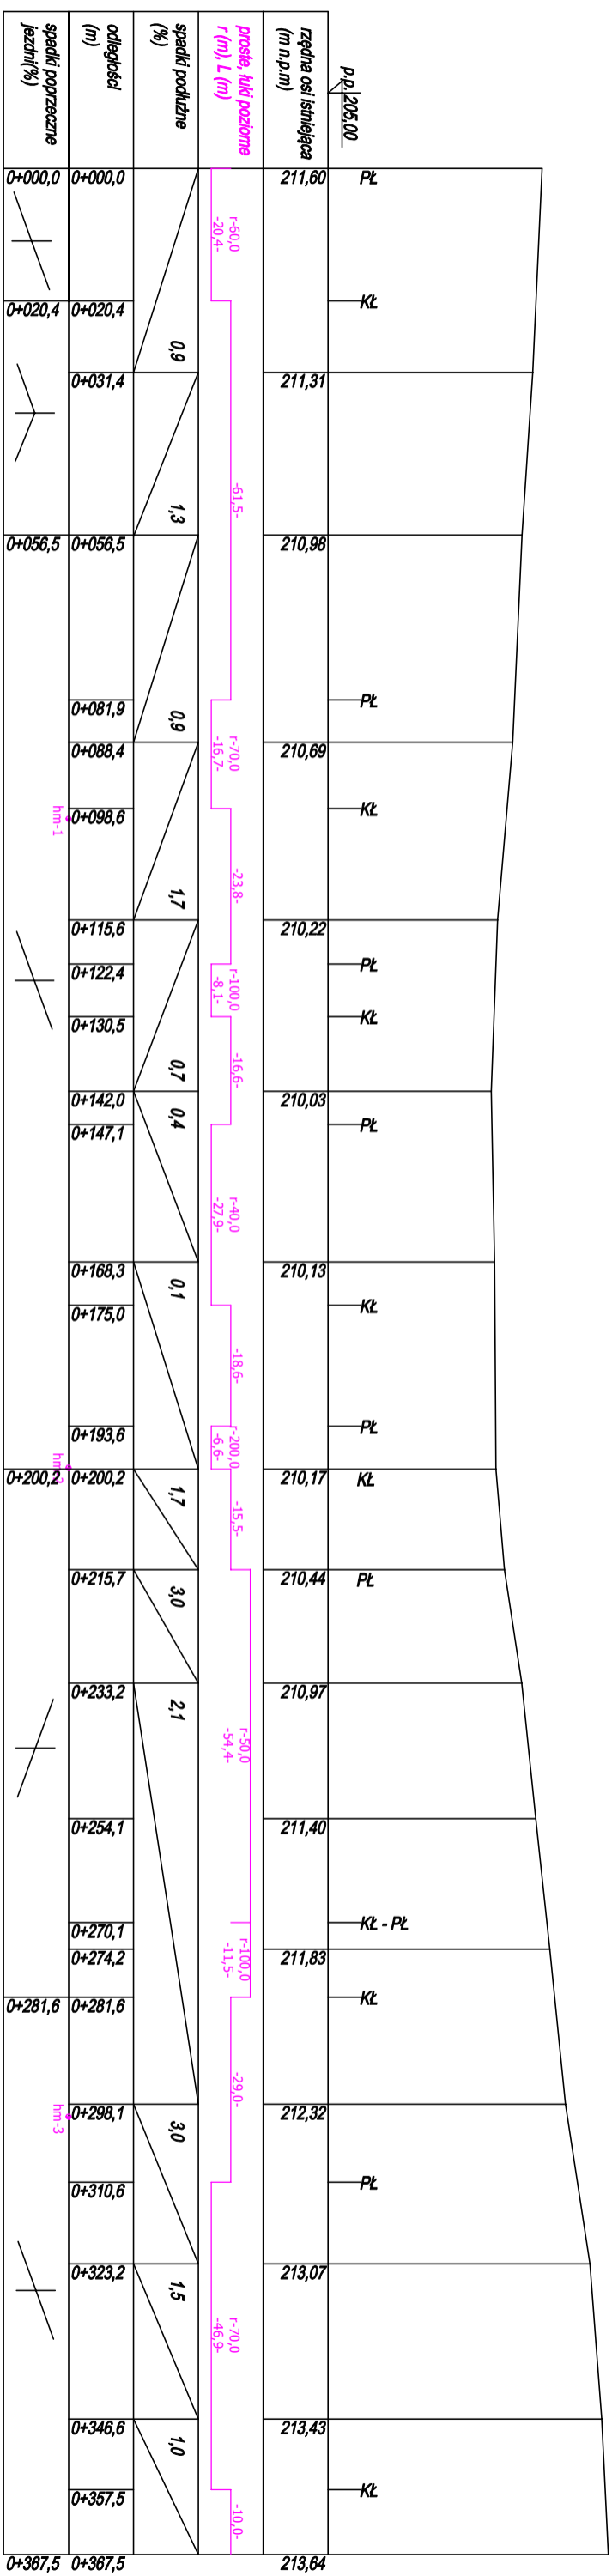 p.p. 205,00
PŁ
KŁ
PŁ
KŁ
PŁ
KŁ
PŁ
KŁ
PŁ
KŁ
PŁ
KŁ - PŁ
KŁ
PŁ
KŁ
rzędna osi istniejąca
(m n.p.m)
211,60
211,31
210,98
210,69
210,22
210,03
210,13
210,17
210,44
210,97
211,40
211,83
212,32
213,07
213,43
213,64
proste, łuki poziome
r (m), L (m)
r-60,0
-20,4-
-61,5-
r-70,0
-16,7-
-23,8-
r-100,0
-8,1-
-16,6-
r-40,0
-27,9-
-18,6-
r-200,0
-6,6-
-15,5-
r-50,0
-54,4-
r-100,0
-11,5-
-29,0-
r-70,0
-46,9-
-10,0-
spadki podłużne
(%)
0,9
1,3
0,9
1,7
0,7
0,4
0,1
1,7
3,0
2,1
3,0
1,5
1,0
odległości
(m)
0+000,0
0+020,4
0+031,4
0+056,5
0+081,9
0+088,4
0+098,6
0+115,6
0+122,4
0+130,5
0+142,0
0+147,1
0+168,3
0+175,0
0+193,6
0+200,2
0+215,7
0+233,2
0+254,1
0+270,1
0+274,2
0+281,6
0+298,1
0+310,6
0+323,2
0+346,6
0+357,5
0+367,5
hm-1
hm-2
hm-3
spadki poprzeczne
jezdni(%)
0+000,0
0+020,4
0+056,5
0+200,2
0+281,6
0+367,5